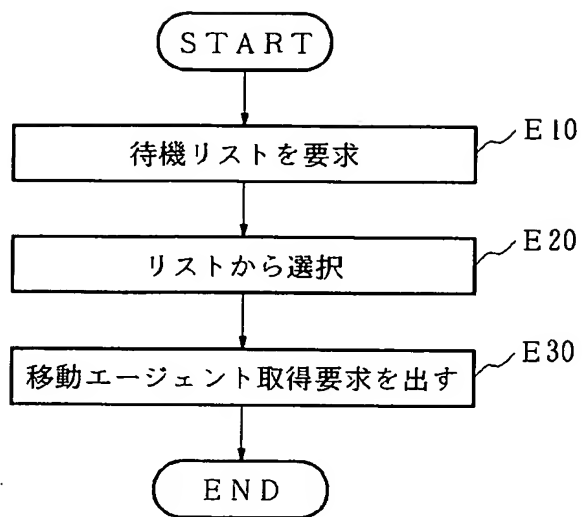 START
待機リストを要求
E10
リストから選択
E20
移動エージェント取得要求を出す
E30
END